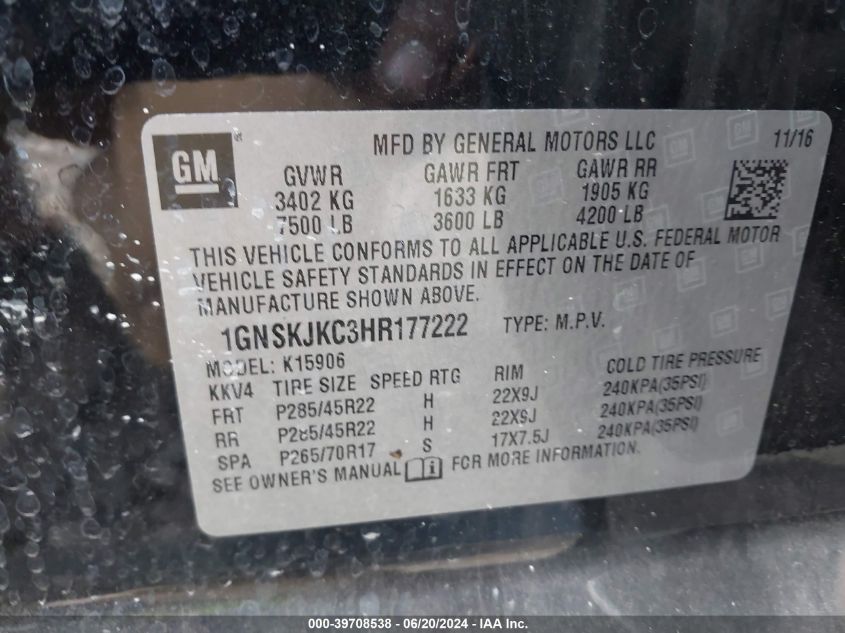 GM
MFD BY GENERAL MOTORS LLC 11/16
GVWR GAWR FRT GAWR RR
3402 KG 1633 KG 1905 KG
7500 LB 3600 LB 4200 LB
THIS VEHICLE CONFORMS TO ALL APPLICABLE U.S. FEDERAL MOTOR
VEHICLE SAFETY STANDARDS IN EFFECT ON THE DATE OF
MANUFACTURE SHOWN ABOVE.
1GNSKJKC3HR177222 TYPE: M.P.V.
MODEL: K15906
KKV4 TIRE SIZE SPEED RTG RIM COLD TIRE PRESSURE
FRT P285/45R22 H 22X9J 240KPA(35PSI)
RR P285/45R22 H 22X9J 240KPA(35PSI)
SPA P265/70R17 S 17X7.5J 240KPA(35PSI)
SEE OWNER'S MANUAL FOR MORE INFORMATION.
000-39708538 - 06/20/2024 - IAA Inc.